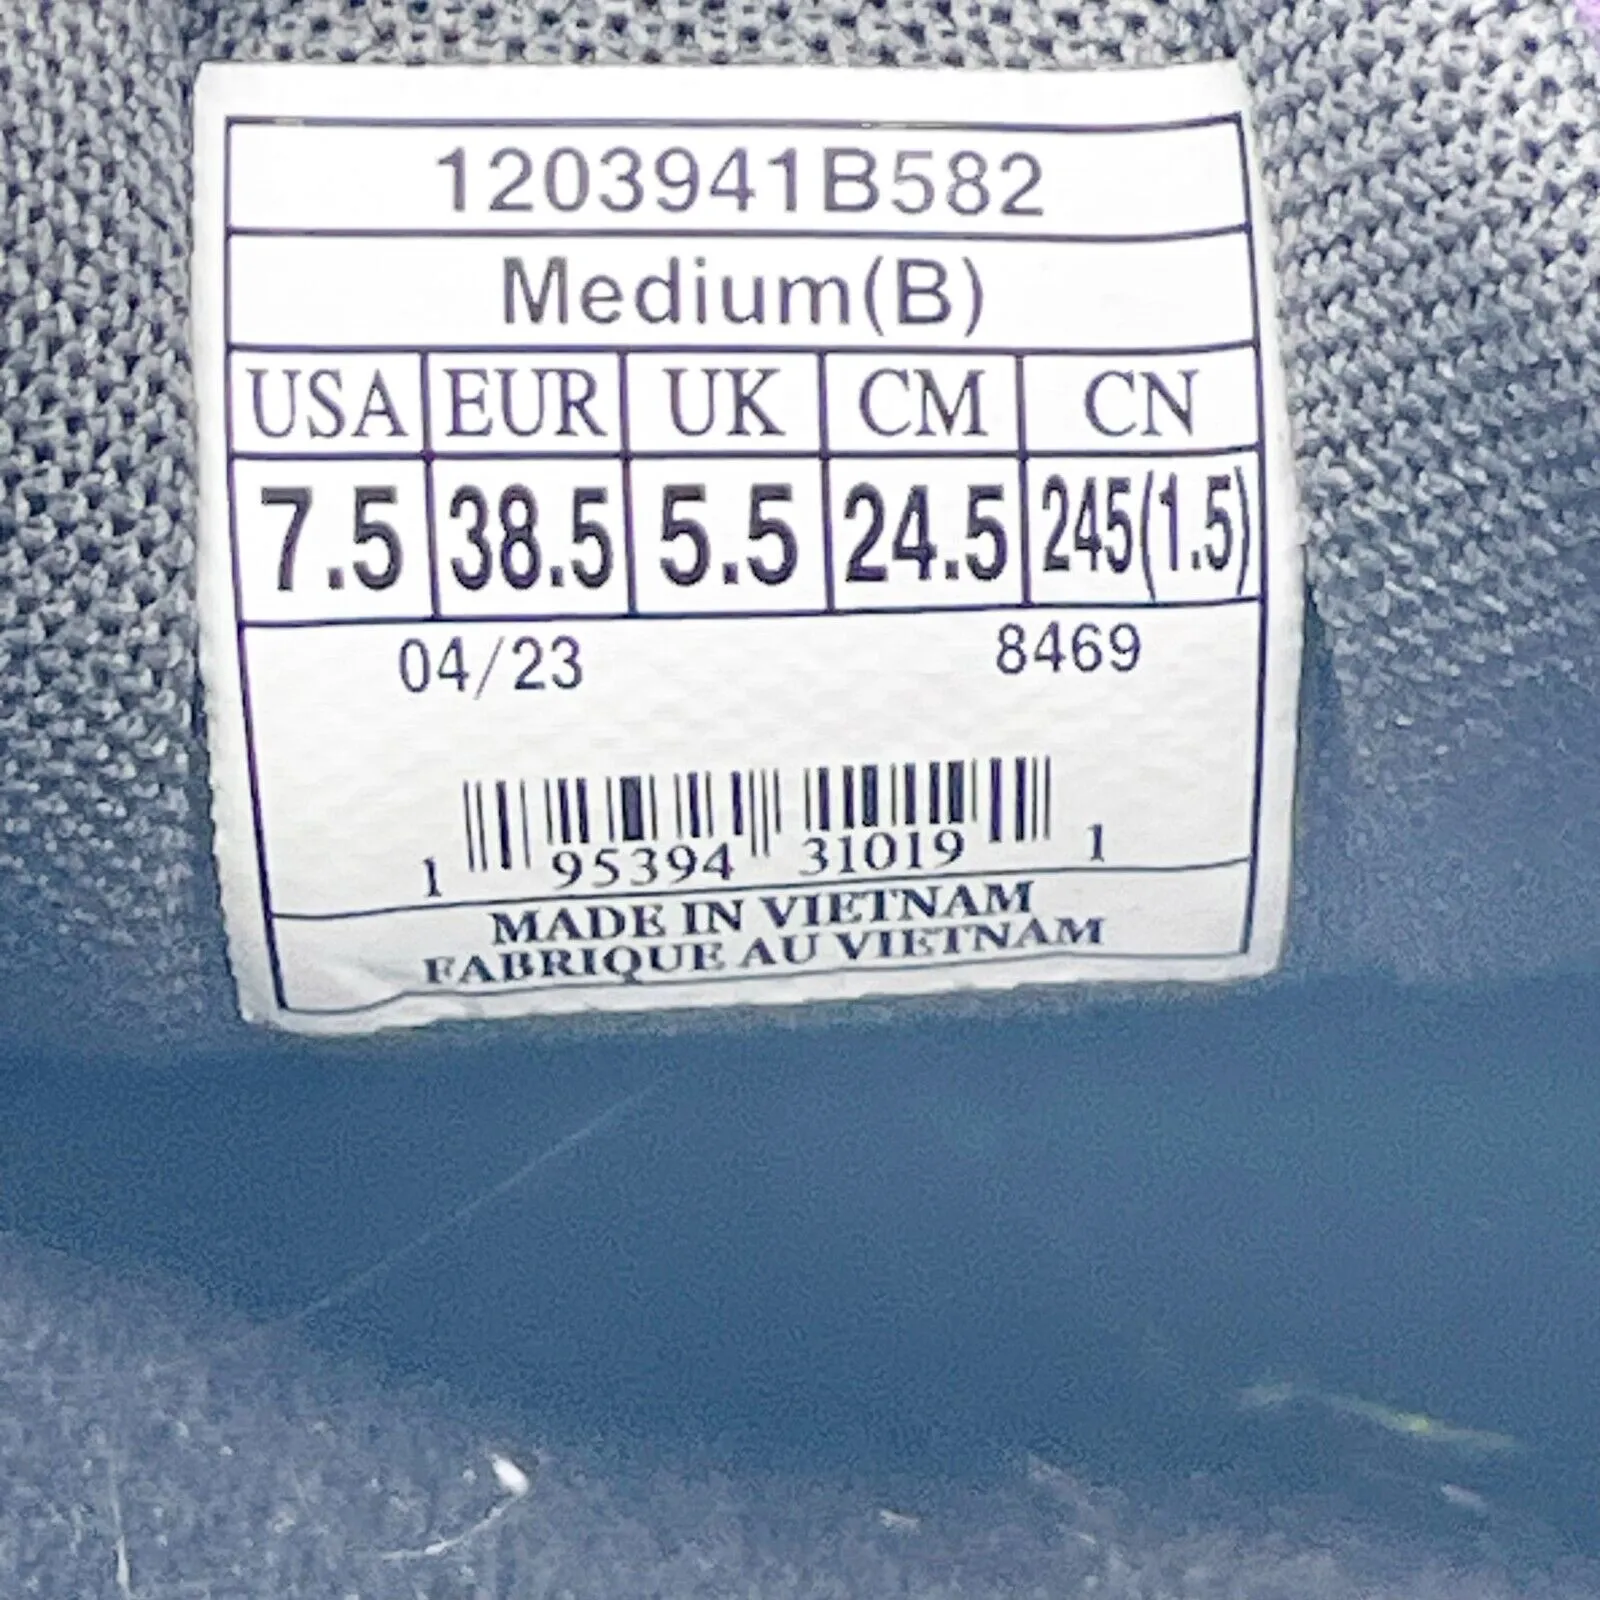 1203941B582
Medium(B)
USA EUR UK CM CN
7.5 38.5 5.5 24.5 245(1.5)
04/23 8469
1 95394 31019 1
MADE IN VIETNAM
FABRIQUE AU VIETNAM